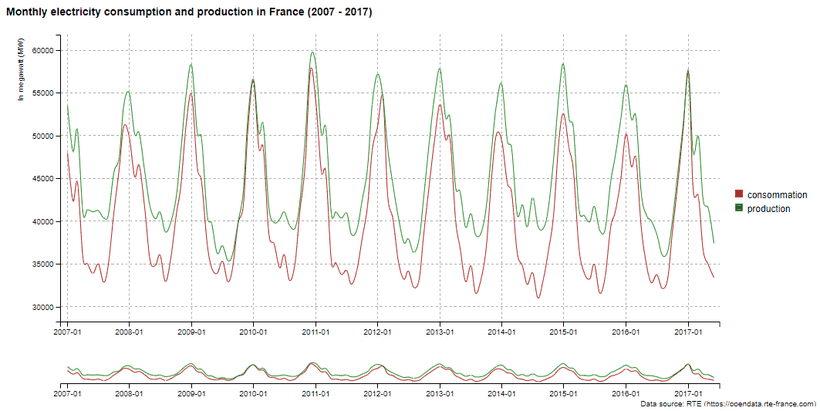 Monthly electricity consumption and production in France (2007 - 2017)
In megawatt (MW)
60000
55000
50000
45000
40000
35000
30000
2007-01 2008-01 2009-01 2010-01 2011-01 2012-01 2013-01 2014-01 2015-01 2016-01 2017-01
consommation
production
2007-01 2008-01 2009-01 2010-01 2011-01 2012-01 2013-01 2014-01 2015-01 2016-01 2017-01
Data source: RTE (https://opendata.rte-france.com)